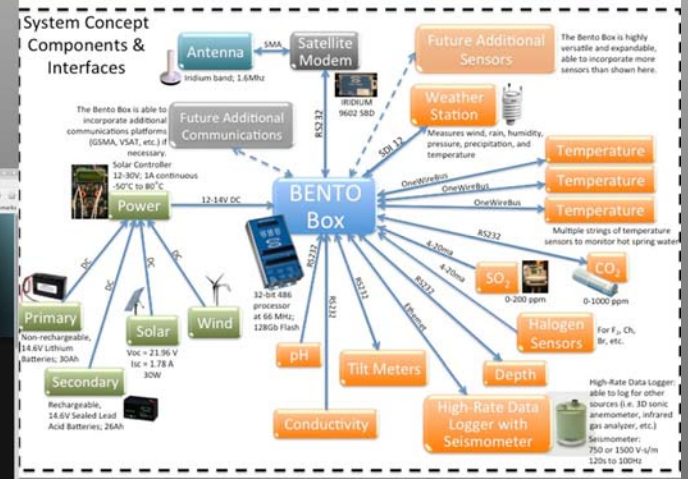 System Concept
Components &
Interfaces
Antenna
SMA
Satellite
Modem
Iridium band; 1.6Mhz
IRIDIUM
9602 SBD
RS232
Future Additional
Sensors
The Bento Box is highly
versatile and expandable,
able to incorporate more
sensors than shown here.
The Bento Box is able to
incorporate additional
communications platforms
(GSMA, VSAT, etc.) if
necessary.
Future Additional
Communications
Weather
Station
SDI 12
Measures wind, rain, humidity,
pressure, precipitation, and
temperature
Solar Controller
12-30V; 1A continuous
-50°C to 80°C
Power
12-14V DC
BENTO
Box
32-bit 486
processor
at 66 MHz;
128Gb Flash
OneWireBus
Temperature
OneWireBus
Temperature
OneWireBus
Temperature
Multiple strings of temperature
sensors to monitor hot spring water
RS232
CO2
0-1000 ppm
4-20ma
SO2
0-200 ppm
4-20ma
Halogen
Sensors
For F2, Ch,
Br, etc.
DC
DC
DC
DC
Primary
Non-rechargeable,
14.6V Lithium
Batteries; 30Ah
Solar
Voc = 21.96 V
Isc = 1.78 A
30W
Wind
Secondary
Rechargeable,
14.6V Sealed Lead
Acid Batteries; 26Ah
RS232
pH
RS232
Conductivity
RS232
Tilt Meters
RS232
Depth
Ethernet
High-Rate Data
Logger with
Seismometer
High-Rate Data Logger:
able to log for other
sources (i.e. 3D sonic
anemometer, infrared
gas analyzer, etc.)
Seismometer:
750 or 1500 V-s/m
120s to 100Hz